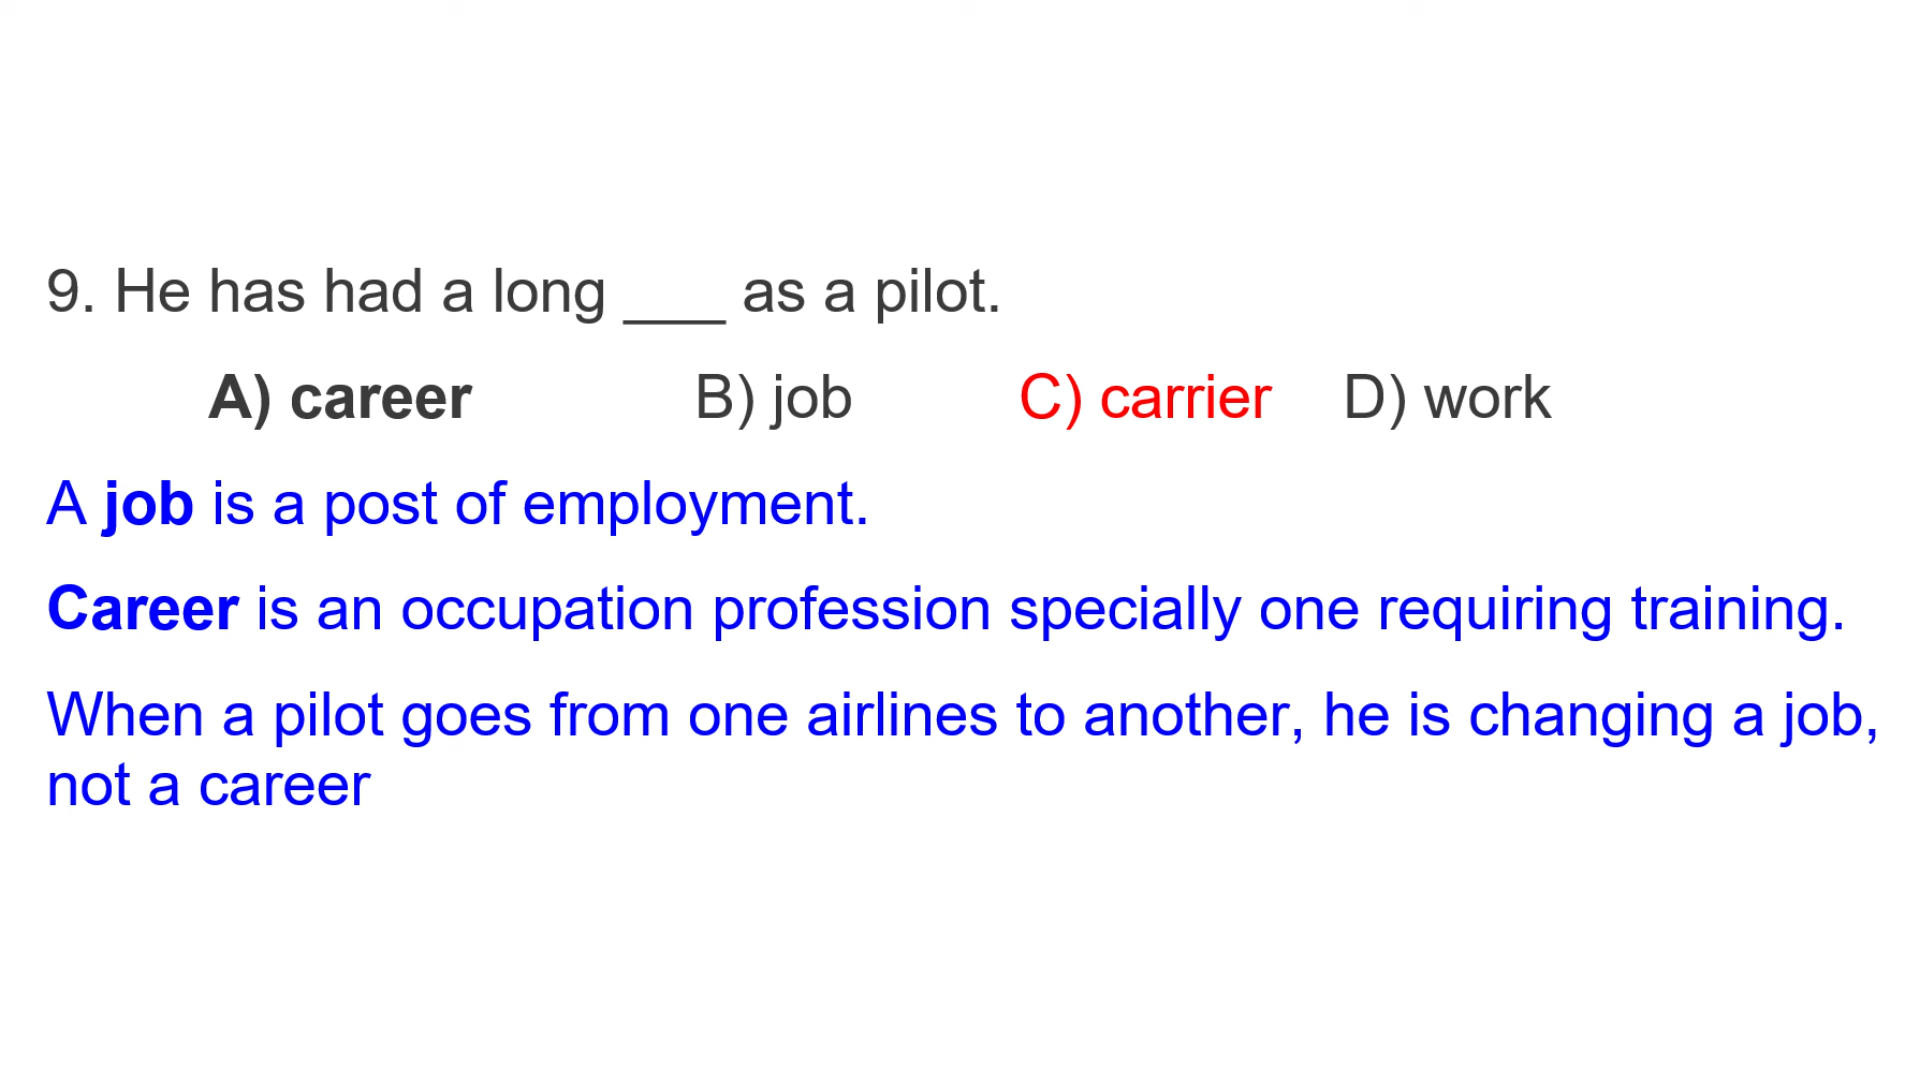 9. He has had a long ___ as a pilot.
A) career B) job C) carrier D) work
A job is a post of employment.
Career is an occupation profession specially one requiring training.
When a pilot goes from one airlines to another, he is changing a job,
not a career